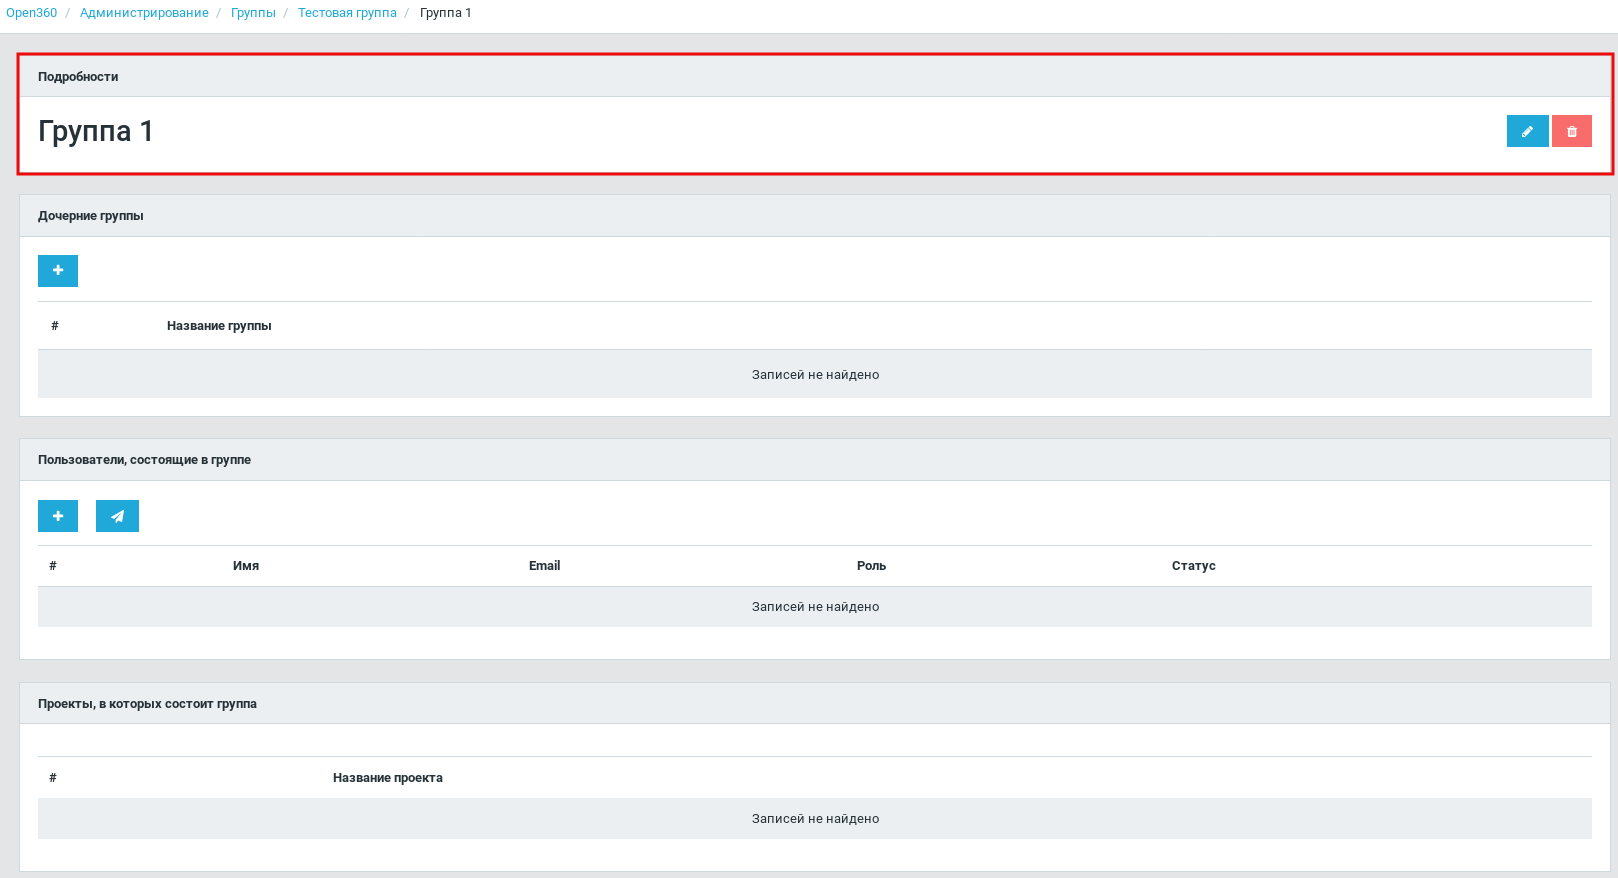 Open360 / Администрирование / Группы / Тестовая группа / Группа 1
Подробности
Группа 1
Дочерние группы
# Название группы
Записей не найдено
Пользователи, состоящие в группе
# Имя Email Роль Статус
Записей не найдено
Проекты, в которых состоит группа
# Название проекта
Записей не найдено